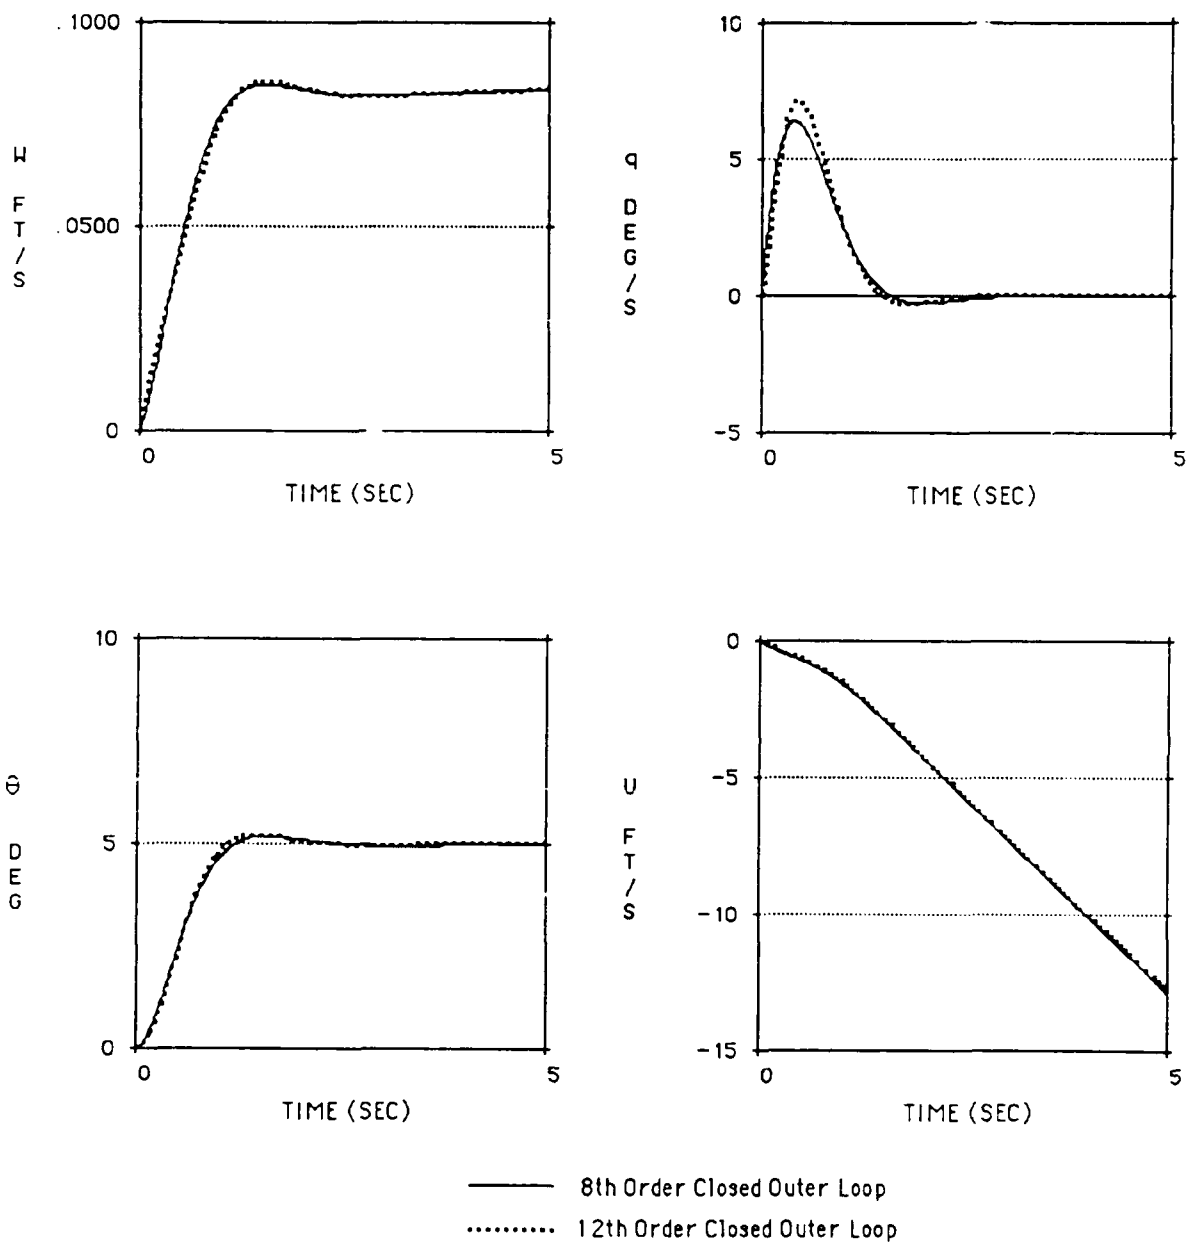 .1000
W FT/S
.0500
0
0 5
TIME (SEC)
10
q DEG/S
5
0
-5
0 5
TIME (SEC)
10
Θ DEG
5
0
0 5
TIME (SEC)
0
U FT/S
-5
-10
-15
0 5
TIME (SEC)
8th Order Closed Outer Loop
12th Order Closed Outer Loop